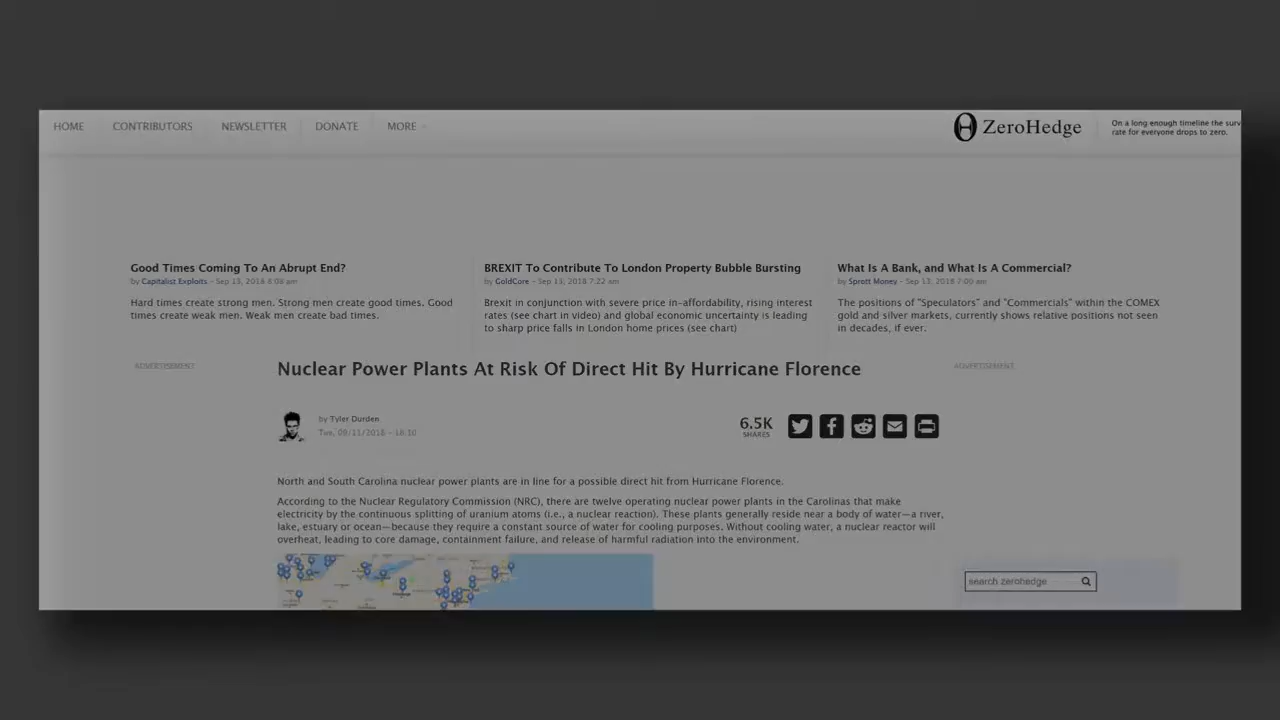 HOME CONTRIBUTORS NEWSLETTER DONATE MORE
ZeroHedge
On a long enough timeline the surv
rate for everyone drops to zero.
Good Times Coming To An Abrupt End?
by Capitalist Exploits - Sep 13, 2018 8:08 am
Hard times create strong men. Strong men create good times. Good
times create weak men. Weak men create bad times.
BREXIT To Contribute To London Property Bubble Bursting
by GoldCore - Sep 13, 2018 7:22 am
Brexit in conjunction with severe price in-affordability, rising interest
rates (see chart in video) and global economic uncertainty is leading
to sharp price falls in London home prices (see chart)
What Is A Bank, and What Is A Commercial?
by Sprott Money - Sep 13, 2018 7:00 am
The positions of "Speculators" and "Commercials" within the COMEX
gold and silver markets, currently shows relative positions not seen
in decades, if ever.
ADVERTISEMENT
Nuclear Power Plants At Risk Of Direct Hit By Hurricane Florence
ADVERTISEMENT
by Tyler Durden
Tue, 09/11/2018 - 16:10
6.5K
SHARES
North and South Carolina nuclear power plants are in line for a possible direct hit from Hurricane Florence.
According to the Nuclear Regulatory Commission (NRC), there are twelve operating nuclear power plants in the Carolinas that make
electricity by the continuous splitting of uranium atoms (i.e., a nuclear reaction). These plants generally reside near a body of water—a river,
lake, estuary or ocean—because they require a constant source of water for cooling purposes. Without cooling water, a nuclear reactor will
overheat, leading to core damage, containment failure, and release of harmful radiation into the environment.
search zerohedge